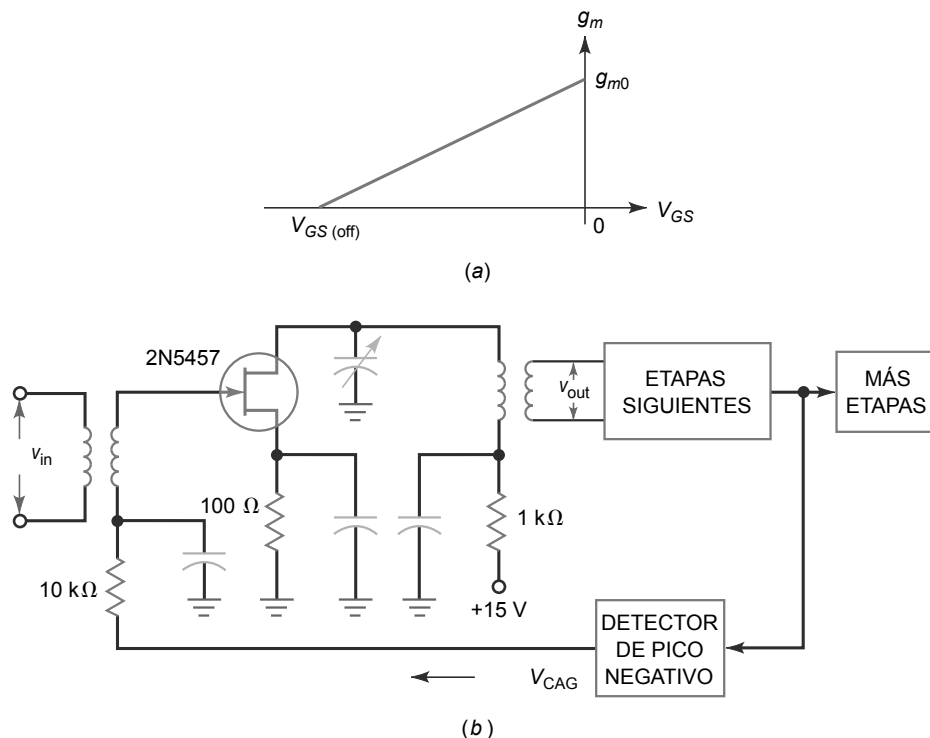 g_m
g_m0
V_GS (off)
0
V_GS
(a)
2N5457
v_in
v_out
ETAPAS
SIGUIENTES
MÁS
ETAPAS
100 Ω
1 kΩ
10 kΩ
+15 V
DETECTOR
DE PICO
NEGATIVO
V_CAG
(b)